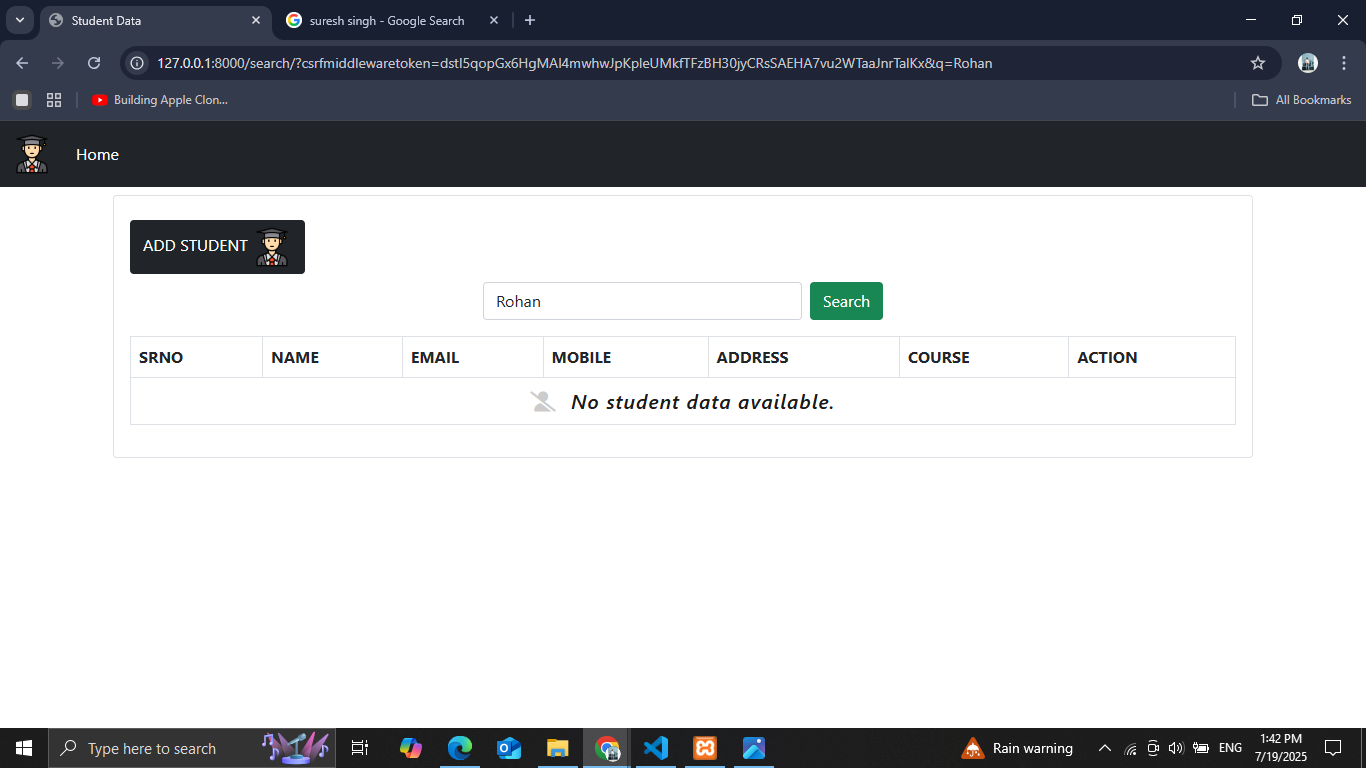 Student Data
suresh singh - Google Search
127.0.0.1:8000/search/?csrfmiddlewaretoken=dstI5qopGx6HgMAl4mwhwJpKpleUMkfTFzBH30jyCRsSAEHA7vu2WTaaJnrTalKx&q=Rohan
Building Apple Clon...
All Bookmarks
Home
ADD STUDENT
Rohan
Search
SRNO NAME EMAIL MOBILE ADDRESS COURSE ACTION
No student data available.
Type here to search
Rain warning
ENG
1:42 PM
7/19/2025